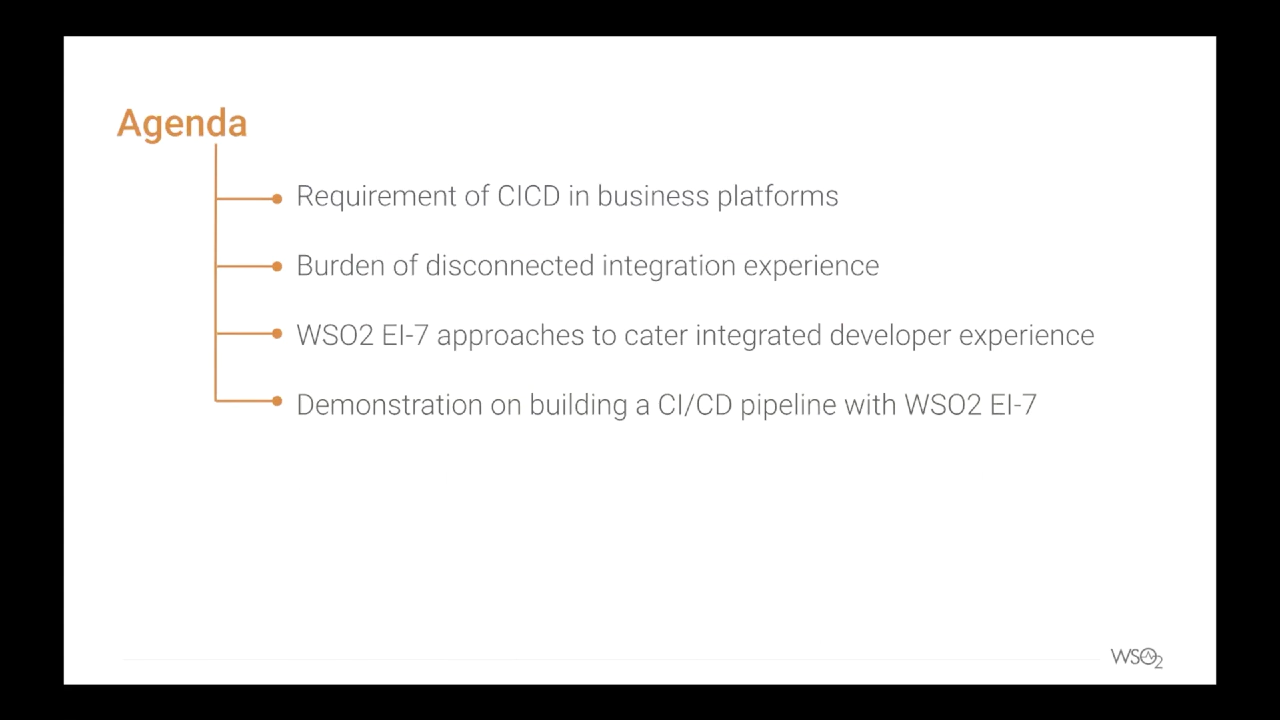 Agenda
Requirement of CICD in business platforms
Burden of disconnected integration experience
WSO2 EI-7 approaches to cater integrated developer experience
Demonstration on building a CI/CD pipeline with WSO2 EI-7
WSO2